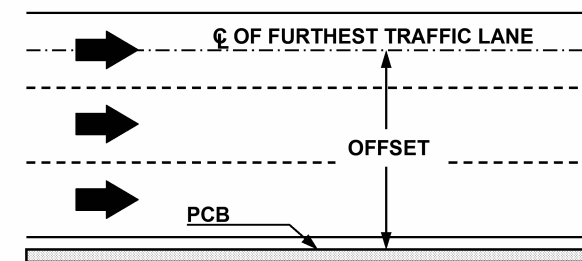 ℄ OF FURTHEST TRAFFIC LANE
OFFSET
PCB